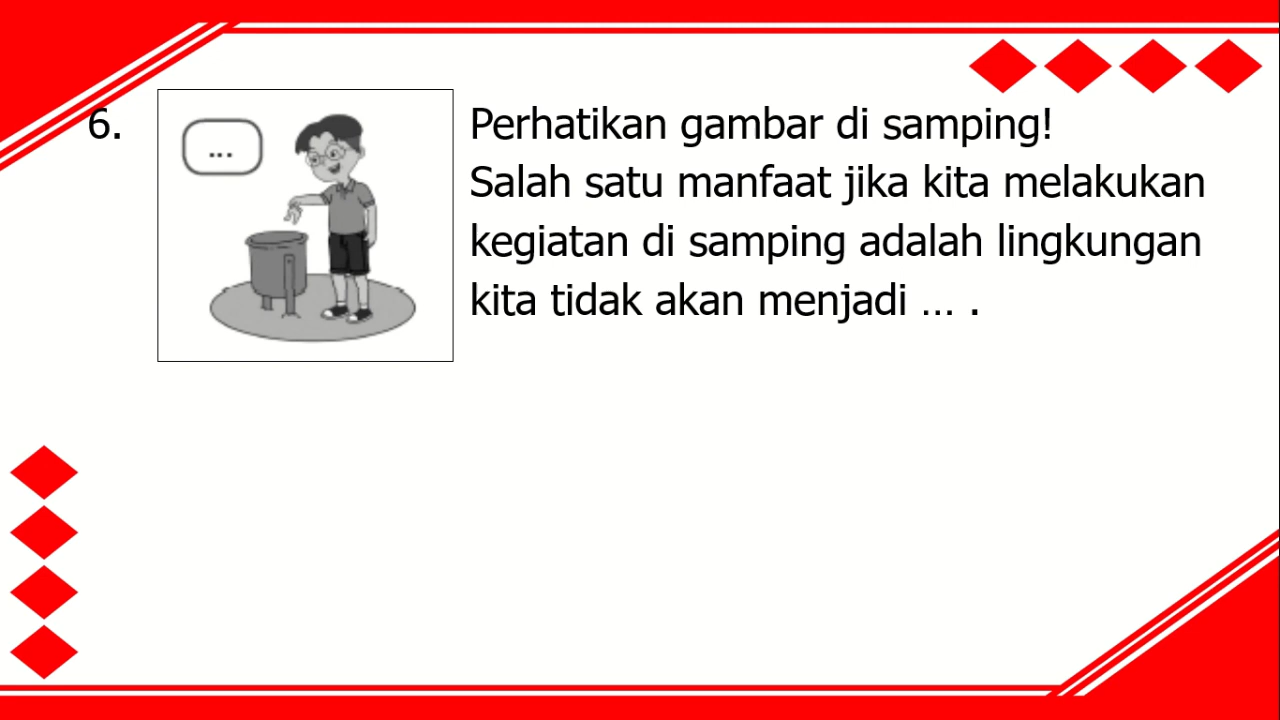 6.
...
Perhatikan gambar di samping!
Salah satu manfaat jika kita melakukan
kegiatan di samping adalah lingkungan
kita tidak akan menjadi ... .